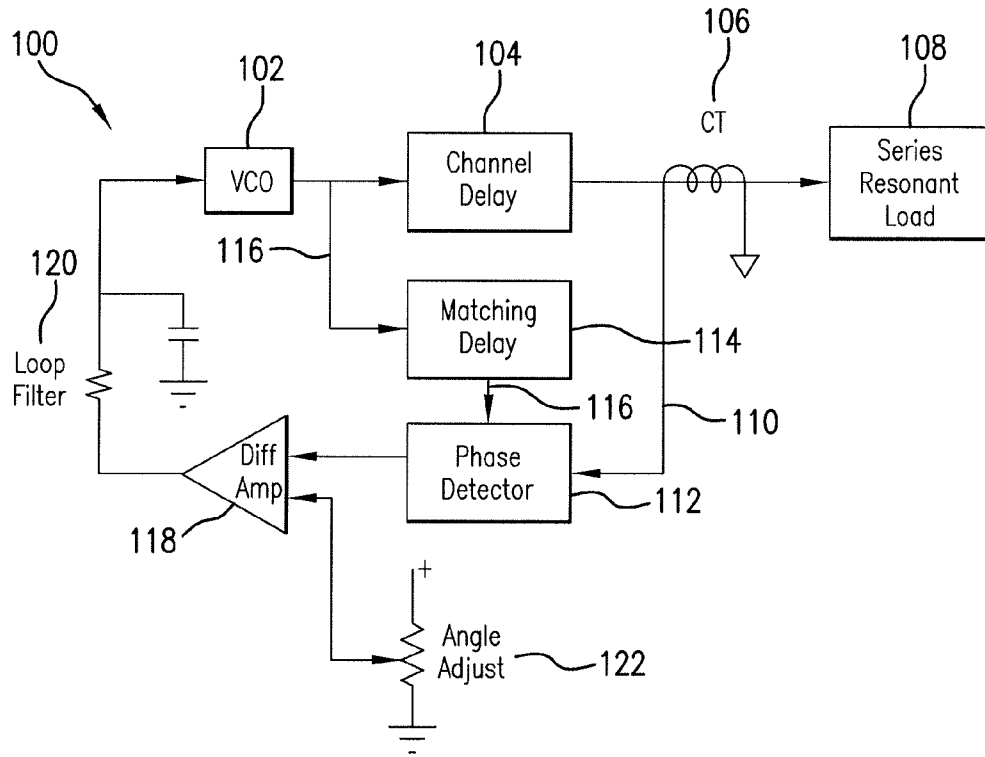 100
102
104
106
108
VCO
Channel
Delay
CT
Series
Resonant
Load
116
120
Loop
Filter
Matching
Delay
114
116
110
Diff
Amp
118
Phase
Detector
112
+
Angle
Adjust
122